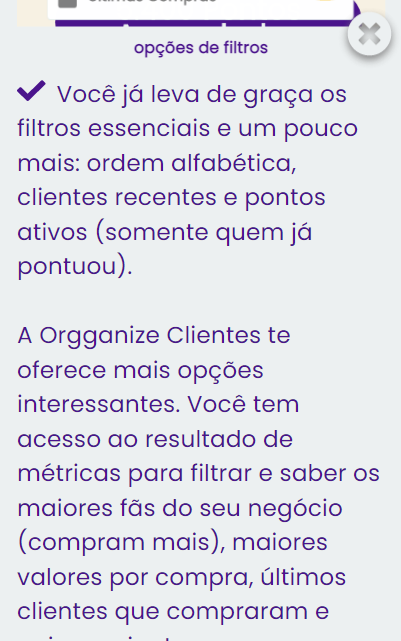 opções de filtros
Você já leva de graça os
filtros essenciais e um pouco
mais: ordem alfabética,
clientes recentes e pontos
ativos (somente quem já
pontuou).
A Orgganize Clientes te
oferece mais opções
interessantes. Você tem
acesso ao resultado de
métricas para filtrar e saber os
maiores fãs do seu negócio
(compram mais), maiores
valores por compra, últimos
clientes que compraram e